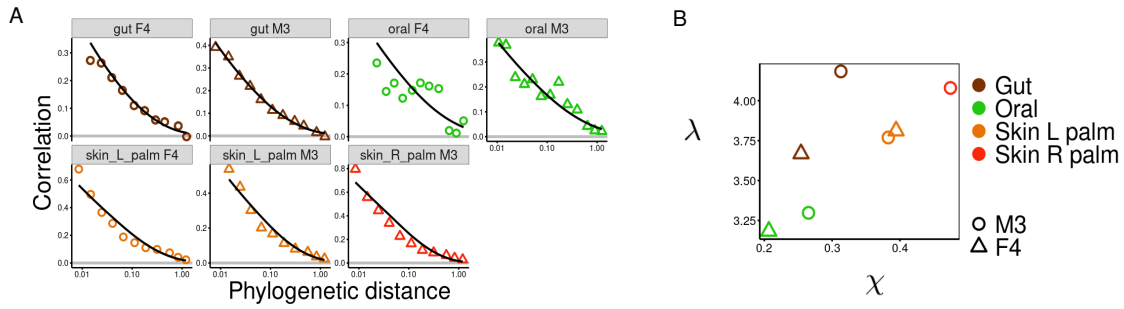 A
Correlation
gut F4
gut M3
oral F4
oral M3
0.3
0.2
0.1
0.0
0.4
0.3
0.2
0.1
0.0
0.3
0.2
0.1
0.0
0.3
0.2
0.1
0.0
0.01 0.10 1.00
skin_L_palm F4
skin_L_palm M3
skin_R_palm M3
0.6
0.4
0.2
0.0
0.4
0.2
0.0
0.8
0.6
0.4
0.2
0.0
0.01 0.10 1.00
0.01 0.10 1.00
0.01 0.10 1.00
Phylogenetic distance
B
λ
4.00
3.75
3.50
3.25
0.2 0.3 0.4
χ
Gut
Oral
Skin L palm
Skin R palm
M3
F4